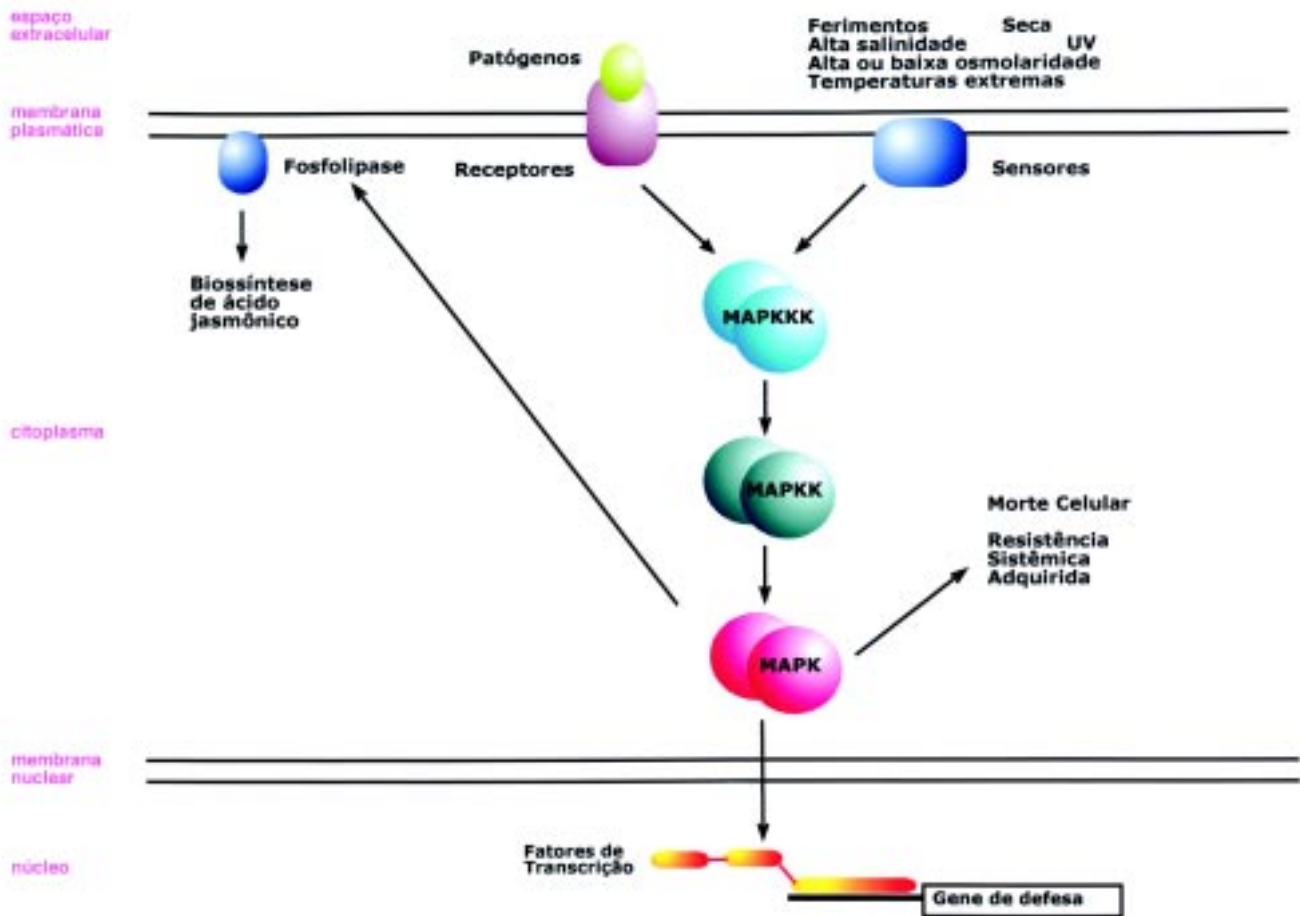 espaço
extracelular
Ferimentos Seca
Alta salinidade UV
Alta ou baixa osmolaridade
Temperaturas extremas
Patógenos
membrana
plasmática
Fosfolipase
Receptores
Sensores
Biossíntese
de ácido
jasmônico
MAPKKK
citoplasma
MAPKK
Morte Celular
Resistência
Sistêmica
Adquirida
MAPK
membrana
nuclear
núcleo
Fatores de
Transcrição
Gene de defesa